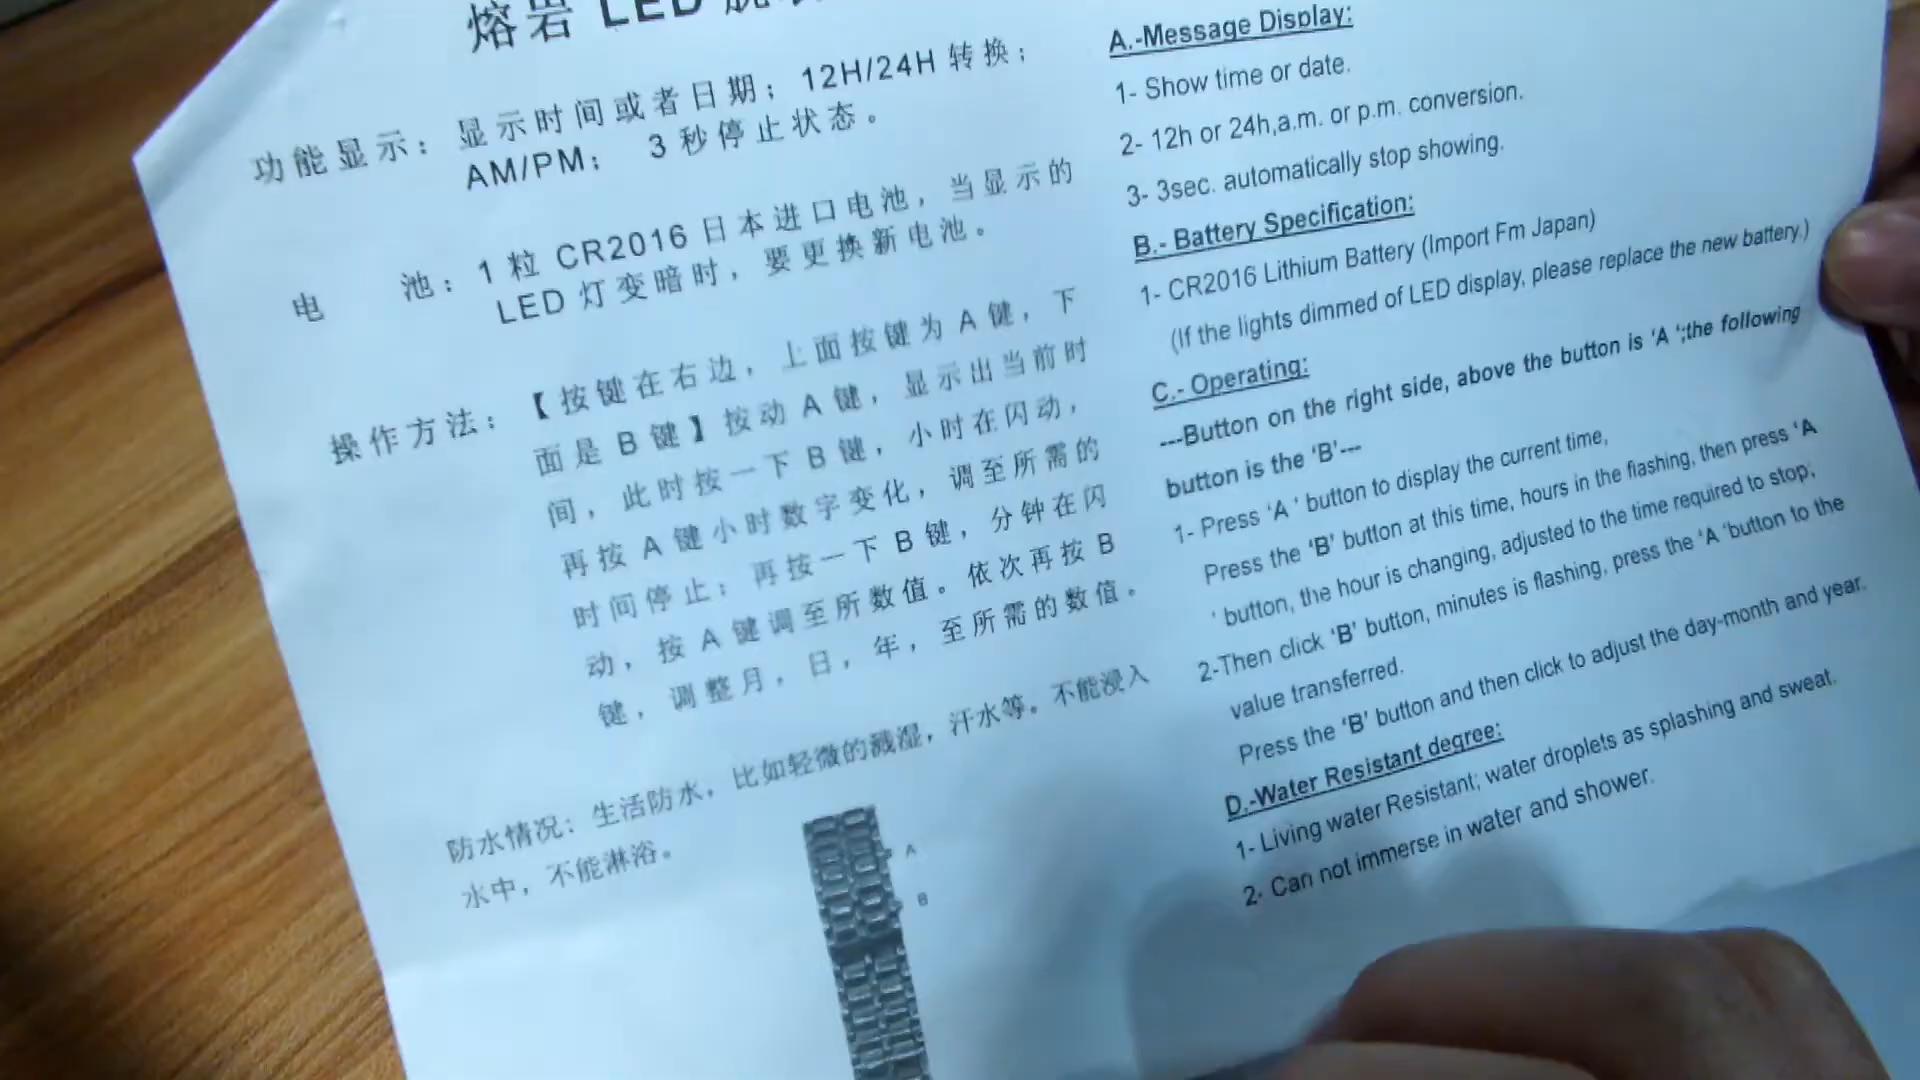 熔岩 LED
功能显示：显示时间或者日期；12H/24H 转换；
AM/PM； 3 秒停止状态。
电 池：1 粒 CR2016 日本进口电池，当显示的
LED 灯变暗时，要更换新电池。
操作方法：【按键在右边，上面按键为 A 键，下
面是 B 键】按动 A 键，显示出当前时
间，此时按一下 B 键，小时在闪动，
再按 A 键小时数字变化，调至所需的
时间停止；再按一下 B 键，分钟在闪
动，按 A 键调至所数值。依次再按 B
键，调整月，日，年，至所需的数值。
防水情况：生活防水，比如轻微的溅湿，汗水等。不能浸入
水中，不能淋浴。
A
B
A.-Message Display:
1- Show time or date.
2- 12h or 24h,a.m. or p.m. conversion.
3- 3sec. automatically stop showing.
B.- Battery Specification:
1- CR2016 Lithium Battery (Import Fm Japan)
(If the lights dimmed of LED display, please replace the new battery.)
C.- Operating:
---Button on the right side, above the button is ‘A ‘;the following
button is the ‘B’---
1- Press ‘A ‘ button to display the current time,
Press the ‘B’ button at this time, hours in the flashing, then press ‘A
‘ button, the hour is changing, adjusted to the time required to stop;
2-Then click ‘B’ button, minutes is flashing, press the ‘A ‘button to the
value transferred.
Press the ‘B’ button and then click to adjust the day-month and year.
D.-Water Resistant degree:
1- Living water Resistant; water droplets as splashing and sweat.
2- Can not immerse in water and shower.